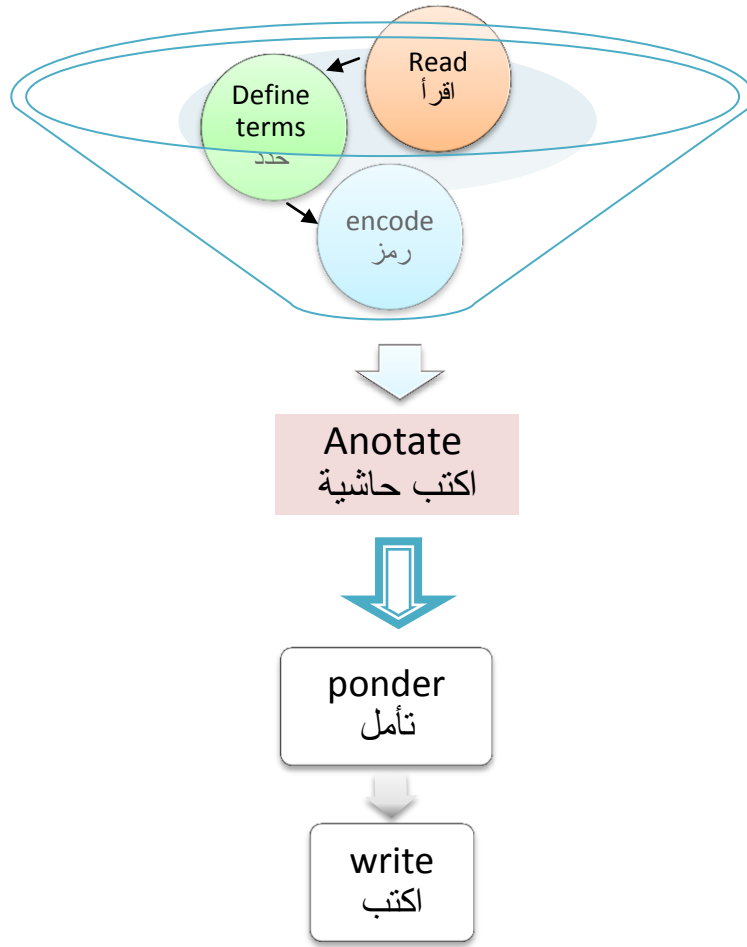 Read
اقرأ
Define
terms
حدد
encode
رمز
Anotate
اكتب حاشية
ponder
تأمل
write
اكتب